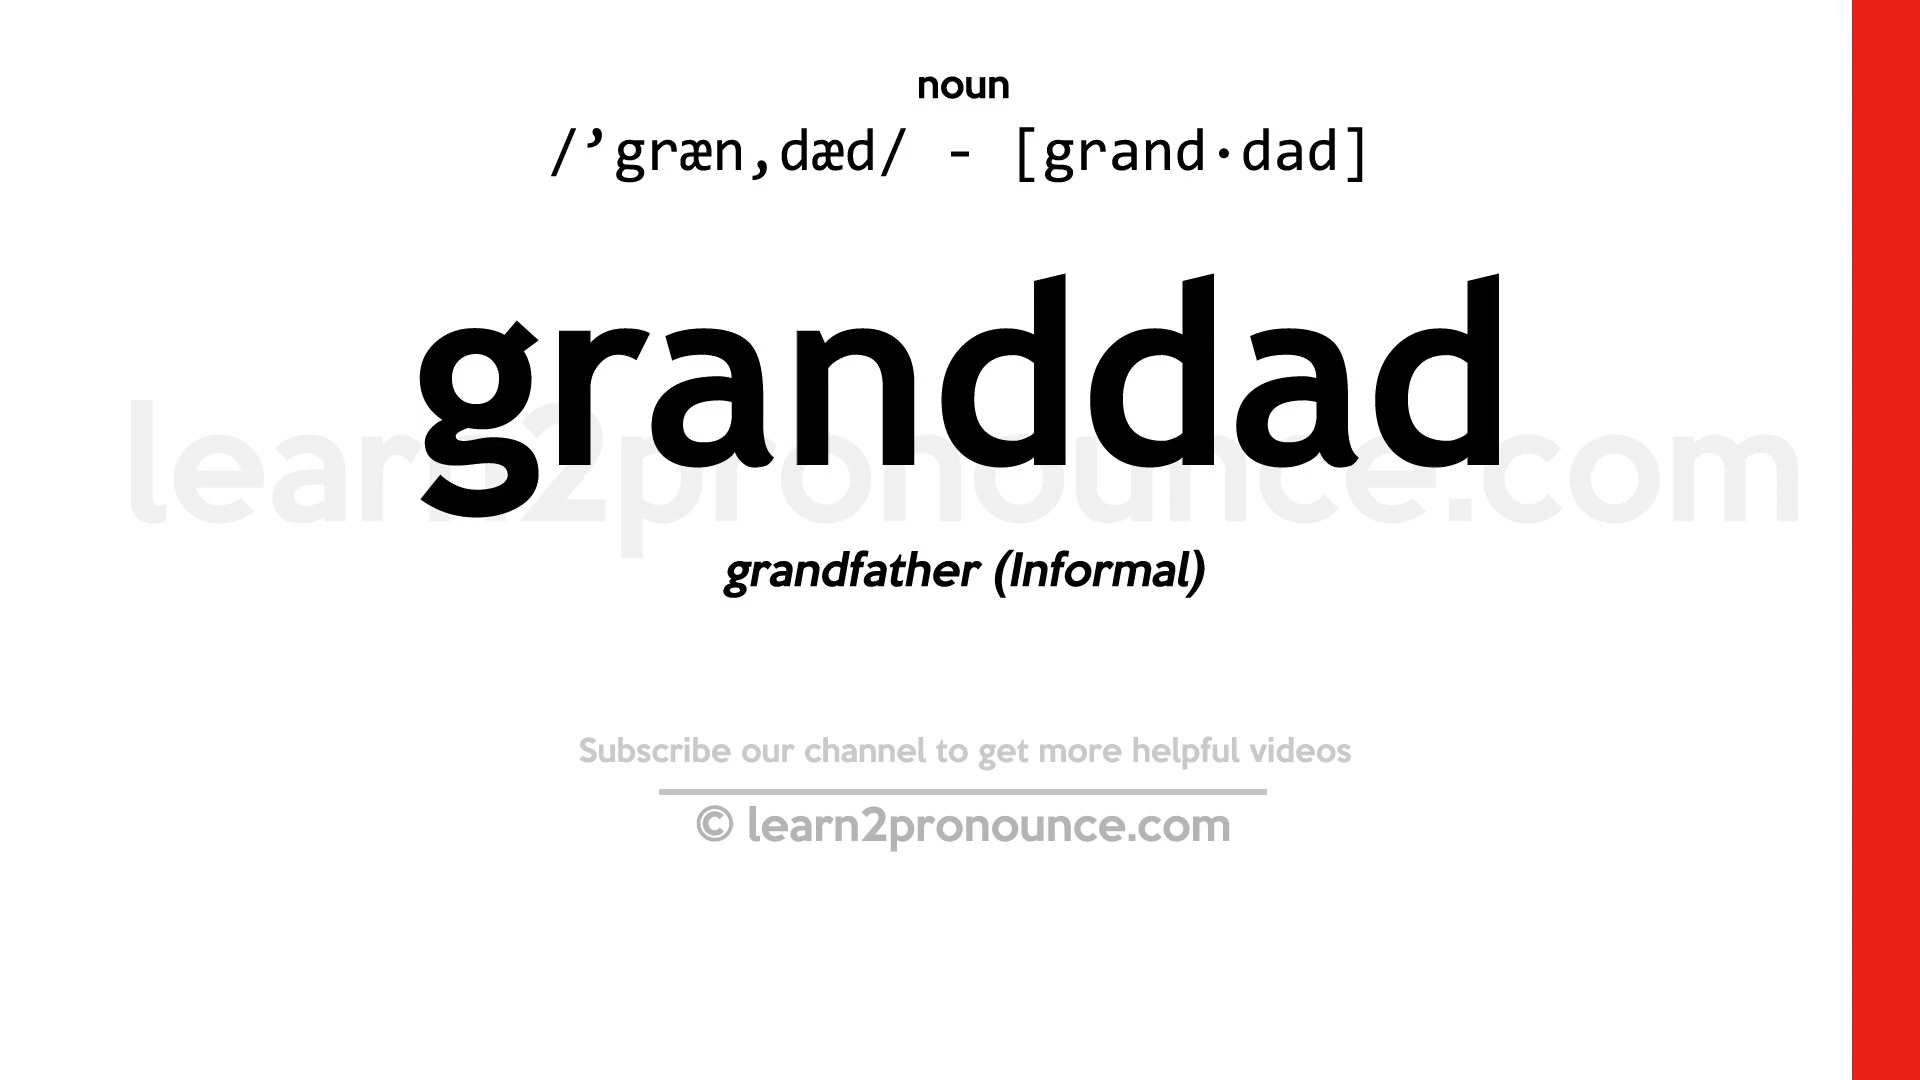 noun
/’græn,dæd/ - [grand·dad]
granddad
learn2pronounce.com
grandfather (Informal)
Subscribe our channel to get more helpful videos
© learn2pronounce.com